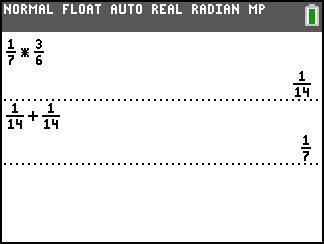 NORMAL FLOAT AUTO REAL RADIAN MP
1/7 * 3/6
1/14
1/14 + 1/14
1/7